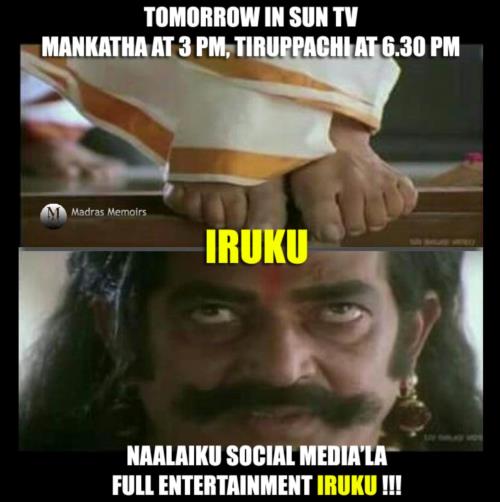 TOMORROW IN SUN TV
MANKATHA AT 3 PM, TIRUPPACHI AT 6.30 PM
M Madras Memoirs
IRUKU
NAALAIKU SOCIAL MEDIA'LA
FULL ENTERTAINMENT IRUKU !!!